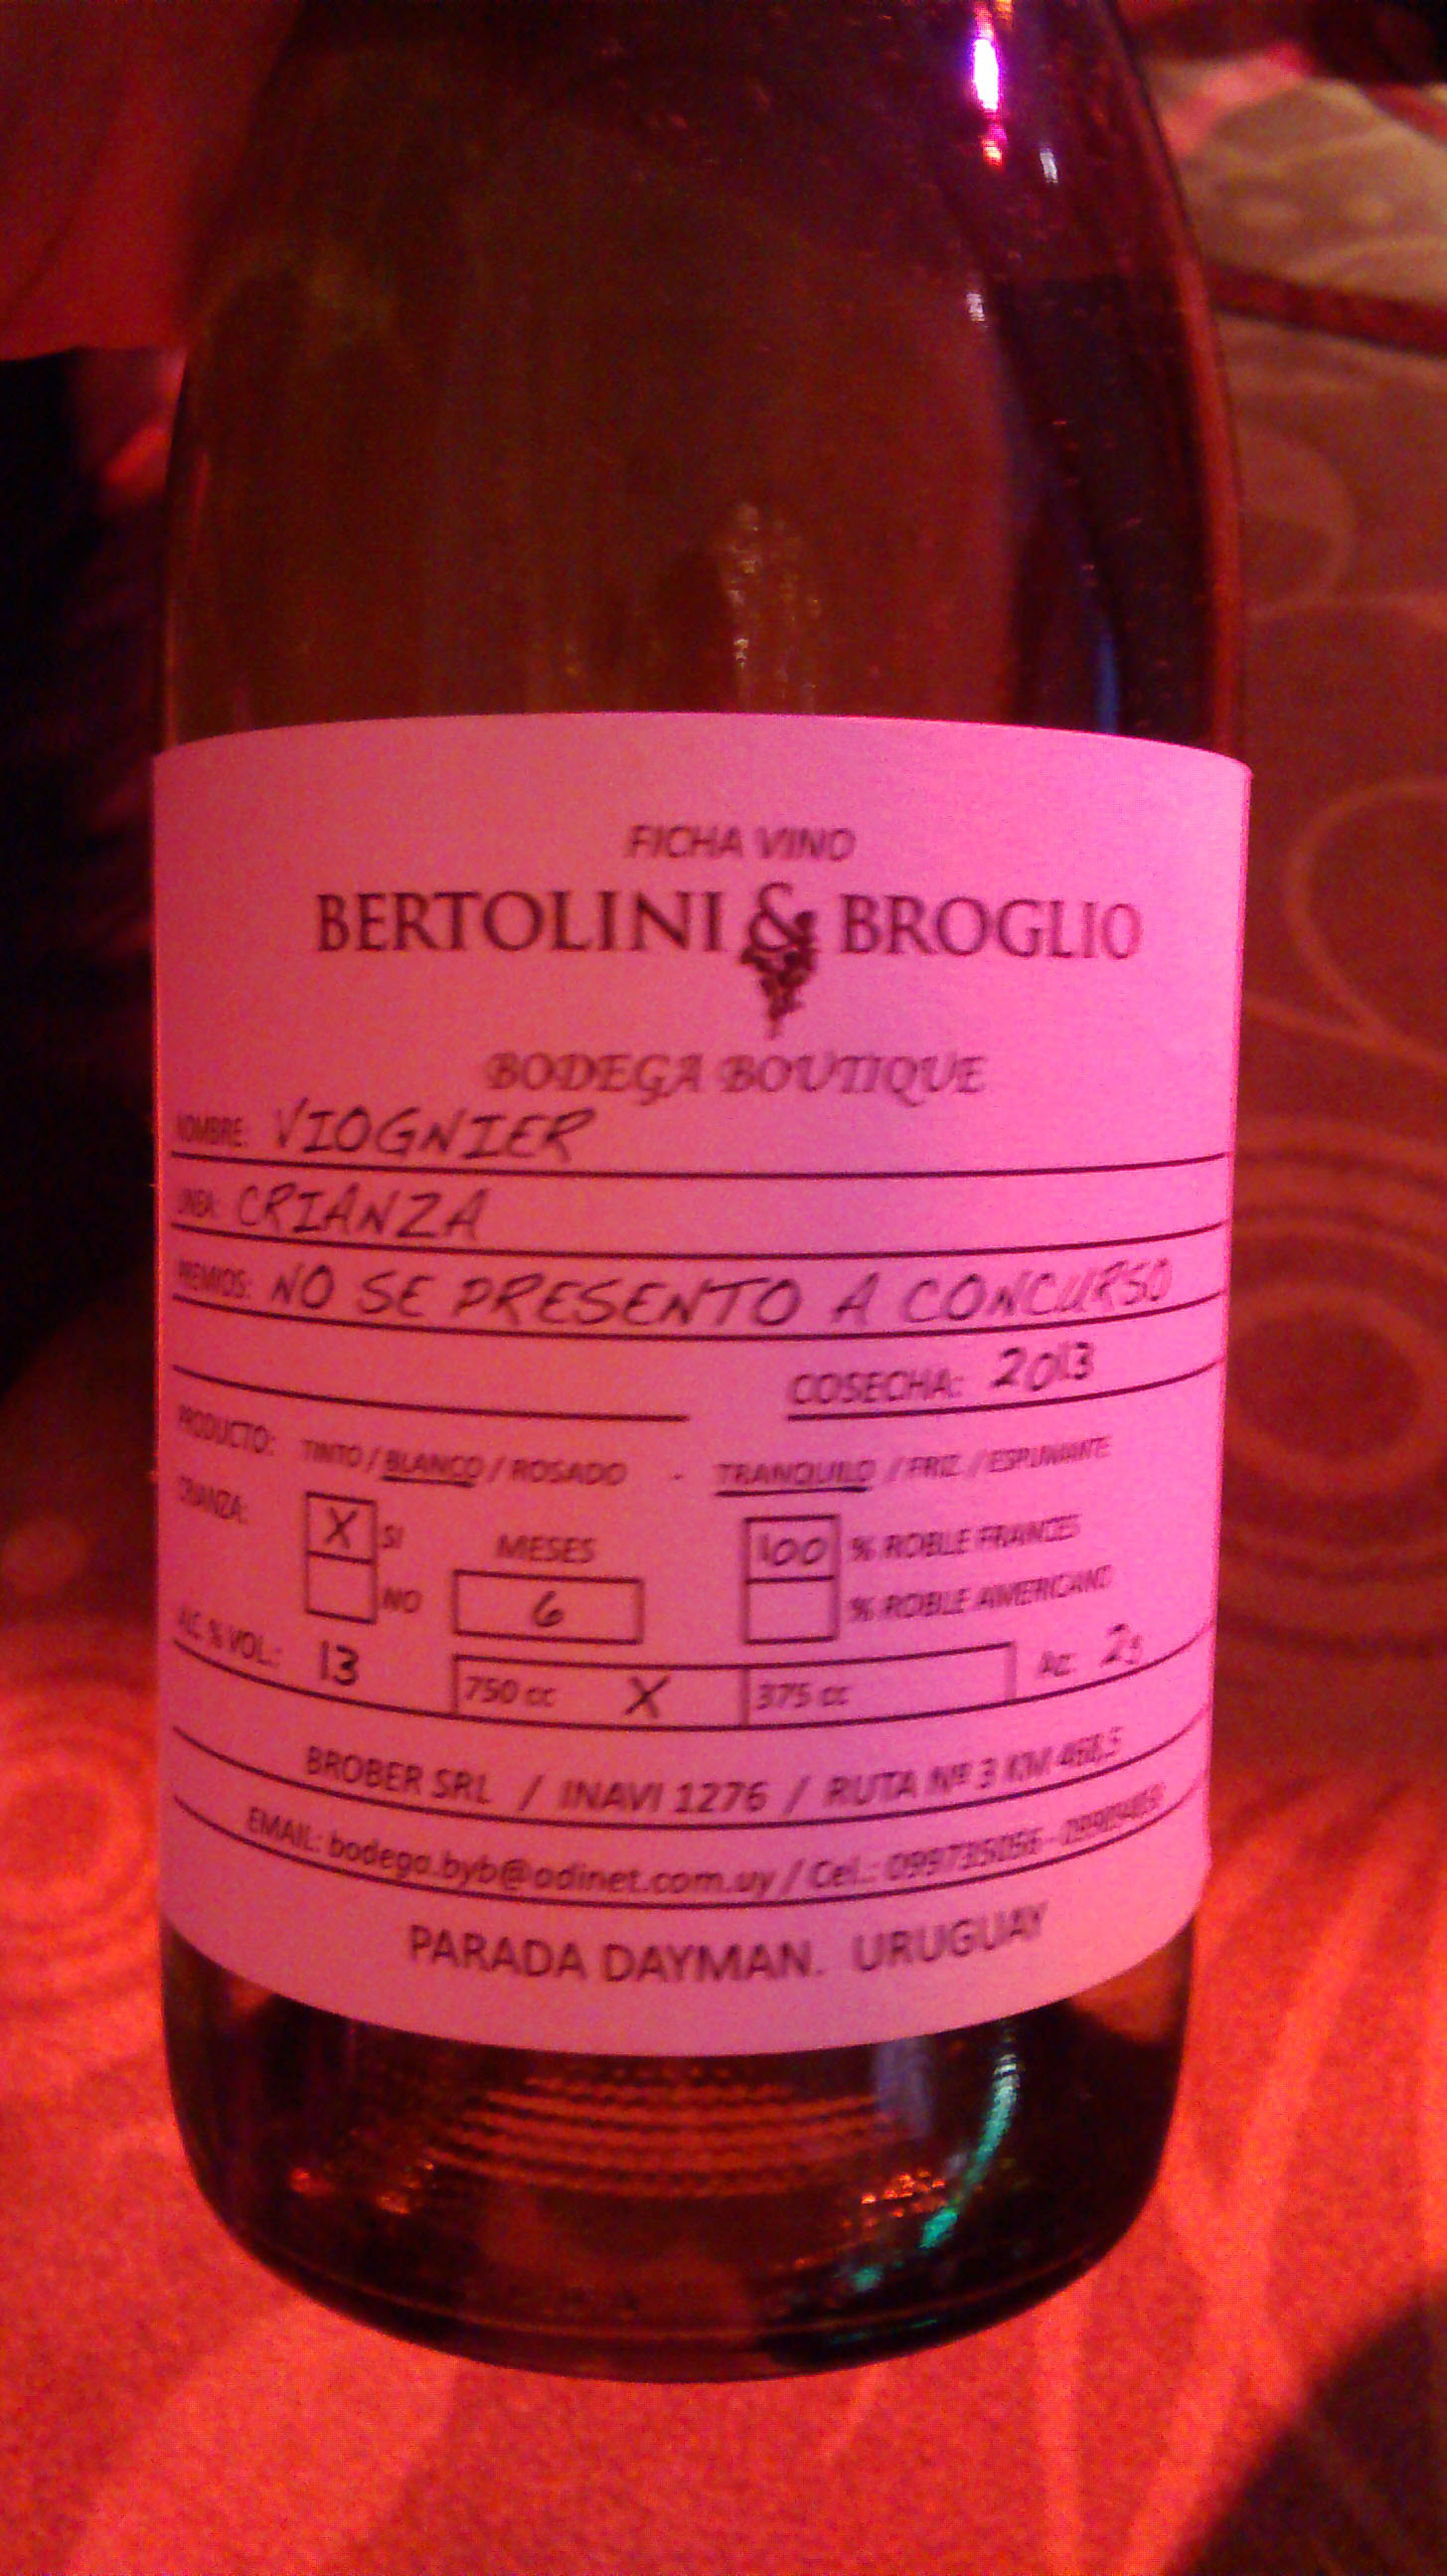 FICHA VINO
BERTOLINI & BROGLIO
BODEGA BOUTIQUE
NOMBRE: VIOGNIER
LINEA: CRIANZA
PREMIOS: NO SE PRESENTO A CONCURSO
COSECHA: 2013
PRODUCTO: TINTO / BLANCO / ROSADO - TRANQUILO / FRIZ. / ESPUMANTE
CRIANZA: X SI MESES 100 % ROBLE FRANCES
NO 6 % ROBLE AMERICANO
ALC % VOL.: 13 750 cc X 375 cc Az:
BROBER SRL / INAVI 1276 / RUTA Nº 3 KM
EMAIL: bodega.byb@adinet.com.uy / Cel.:
PARADA DAYMAN. URUGUAY